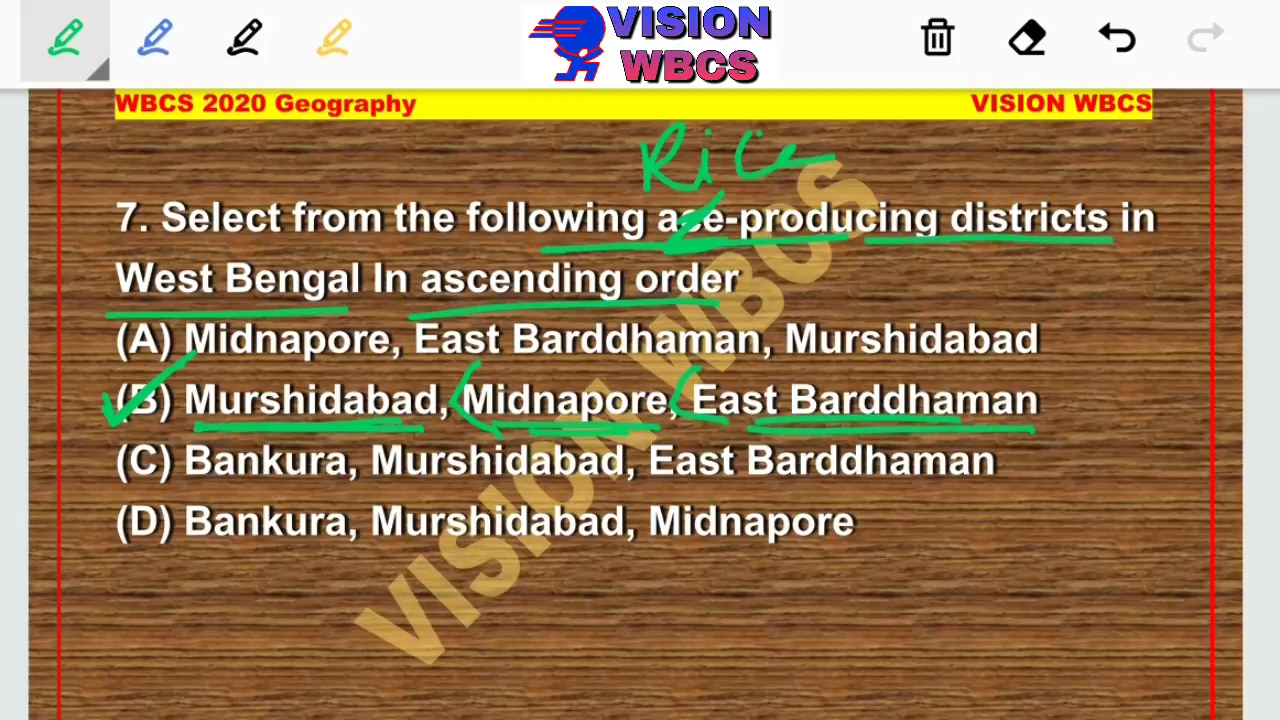 VISION
WBCS
WBCS 2020 Geography VISION WBCS
Rice
7. Select from the following ase-producing districts in
West Bengal In ascending order
(A) Midnapore, East Barddhaman, Murshidabad
(B) Murshidabad, Midnapore, East Barddhaman
(C) Bankura, Murshidabad, East Barddhaman
(D) Bankura, Murshidabad, Midnapore
VISION WBCS